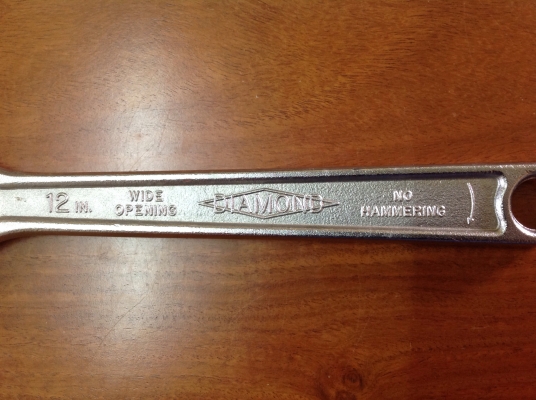 12 IN.
WIDE
OPENING
DIAMOND
NO
HAMMERING